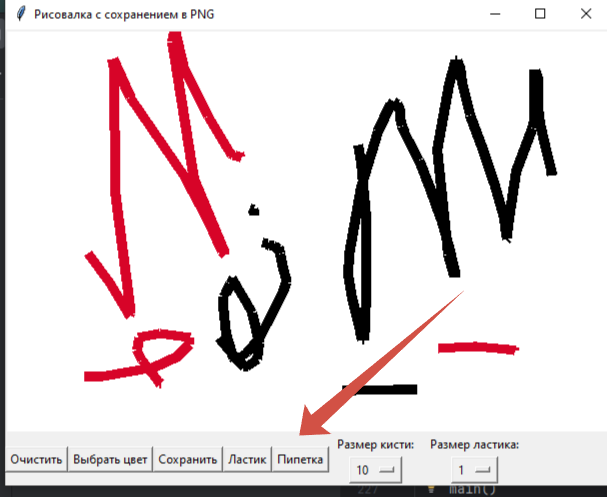 Рисовалка с сохранением в PNG
Размер кисти: Размер ластика:
Очистить Выбрать цвет Сохранить Ластик Пипетка 10 1
227 main()